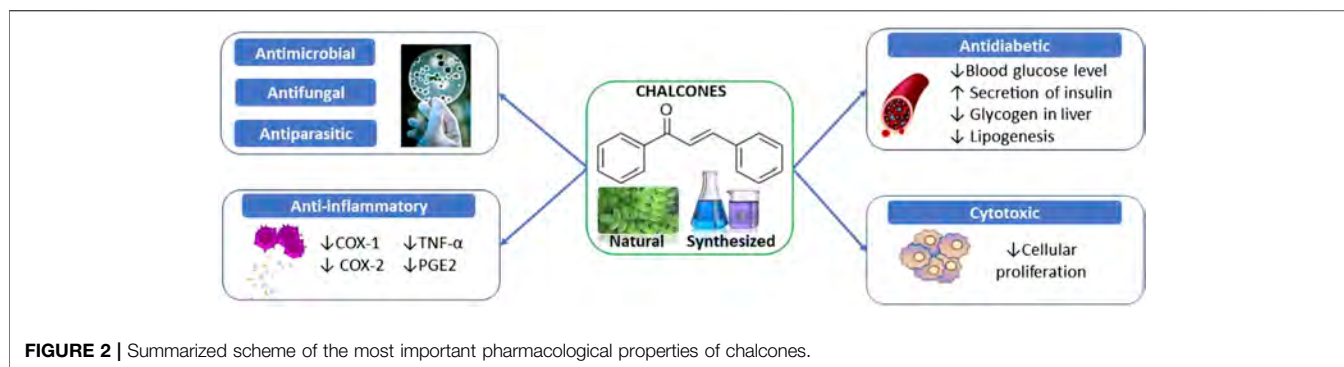 Antimicrobial
Antifungal
Antiparasitic
Anti-inflammatory
↓COX-1 ↓TNF-α
↓ COX-2 ↓PGE2
CHALCONES
O
Natural Synthesized
Antidiabetic
↓Blood glucose level
↑ Secretion of insulin
↓ Glycogen in liver
↓ Lipogenesis
Cytotoxic
↓Cellular
proliferation
FIGURE 2 | Summarized scheme of the most important pharmacological properties of chalcones.